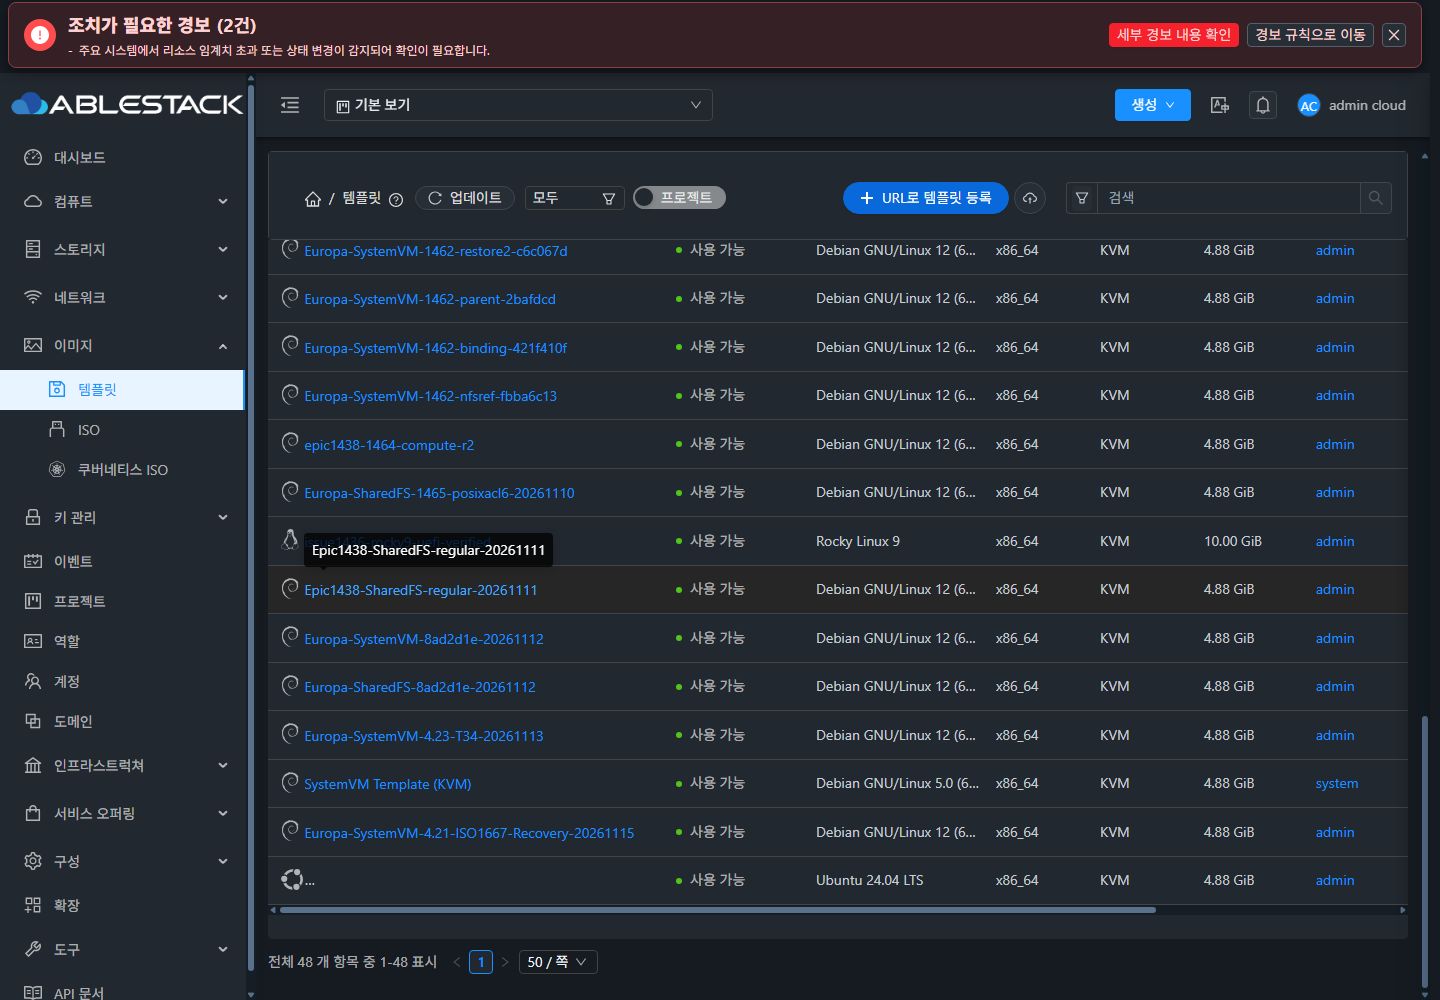 조치가 필요한 경보 (2건)
- 주요 시스템에서 리소스 임계치 초과 또는 상태 변경이 감지되어 확인이 필요합니다.
세부 경보 내용 확인
경보 규칙으로 이동
ABLESTACK
기본 보기
생성
AC
admin cloud
대시보드
컴퓨트
스토리지
네트워크
이미지
템플릿
ISO
쿠버네티스 ISO
키 관리
이벤트
프로젝트
역할
계정
도메인
인프라스트럭쳐
서비스 오퍼링
구성
확장
도구
API 문서
/ 템플릿
업데이트
모두
프로젝트
URL로 템플릿 등록
검색
Europa-SystemVM-1462-restore2-c6c067d 사용 가능 Debian GNU/Linux 12 (6... x86_64 KVM 4.88 GiB admin
Europa-SystemVM-1462-parent-2bafdcd 사용 가능 Debian GNU/Linux 12 (6... x86_64 KVM 4.88 GiB admin
Europa-SystemVM-1462-binding-421f410f 사용 가능 Debian GNU/Linux 12 (6... x86_64 KVM 4.88 GiB admin
Europa-SystemVM-1462-nfsref-fbba6c13 사용 가능 Debian GNU/Linux 12 (6... x86_64 KVM 4.88 GiB admin
epic1438-1464-compute-r2 사용 가능 Debian GNU/Linux 12 (6... x86_64 KVM 4.88 GiB admin
Europa-SharedFS-1465-posixacl6-20261110 사용 가능 Debian GNU/Linux 12 (6... x86_64 KVM 4.88 GiB admin
사용 가능 Rocky Linux 9 x86_64 KVM 10.00 GiB admin
Epic1438-SharedFS-regular-20261111
Epic1438-SharedFS-regular-20261111 사용 가능 Debian GNU/Linux 12 (6... x86_64 KVM 4.88 GiB admin
Europa-SystemVM-8ad2d1e-20261112 사용 가능 Debian GNU/Linux 12 (6... x86_64 KVM 4.88 GiB admin
Europa-SharedFS-8ad2d1e-20261112 사용 가능 Debian GNU/Linux 12 (6... x86_64 KVM 4.88 GiB admin
Europa-SystemVM-4.23-T34-20261113 사용 가능 Debian GNU/Linux 12 (6... x86_64 KVM 4.88 GiB admin
SystemVM Template (KVM) 사용 가능 Debian GNU/Linux 5.0 (6... x86_64 KVM 4.88 GiB system
Europa-SystemVM-4.21-ISO1667-Recovery-20261115 사용 가능 Debian GNU/Linux 12 (6... x86_64 KVM 4.88 GiB admin
... 사용 가능 Ubuntu 24.04 LTS x86_64 KVM 4.88 GiB admin
전체 48 개 항목 중 1-48 표시 < 1 > 50 / 쪽